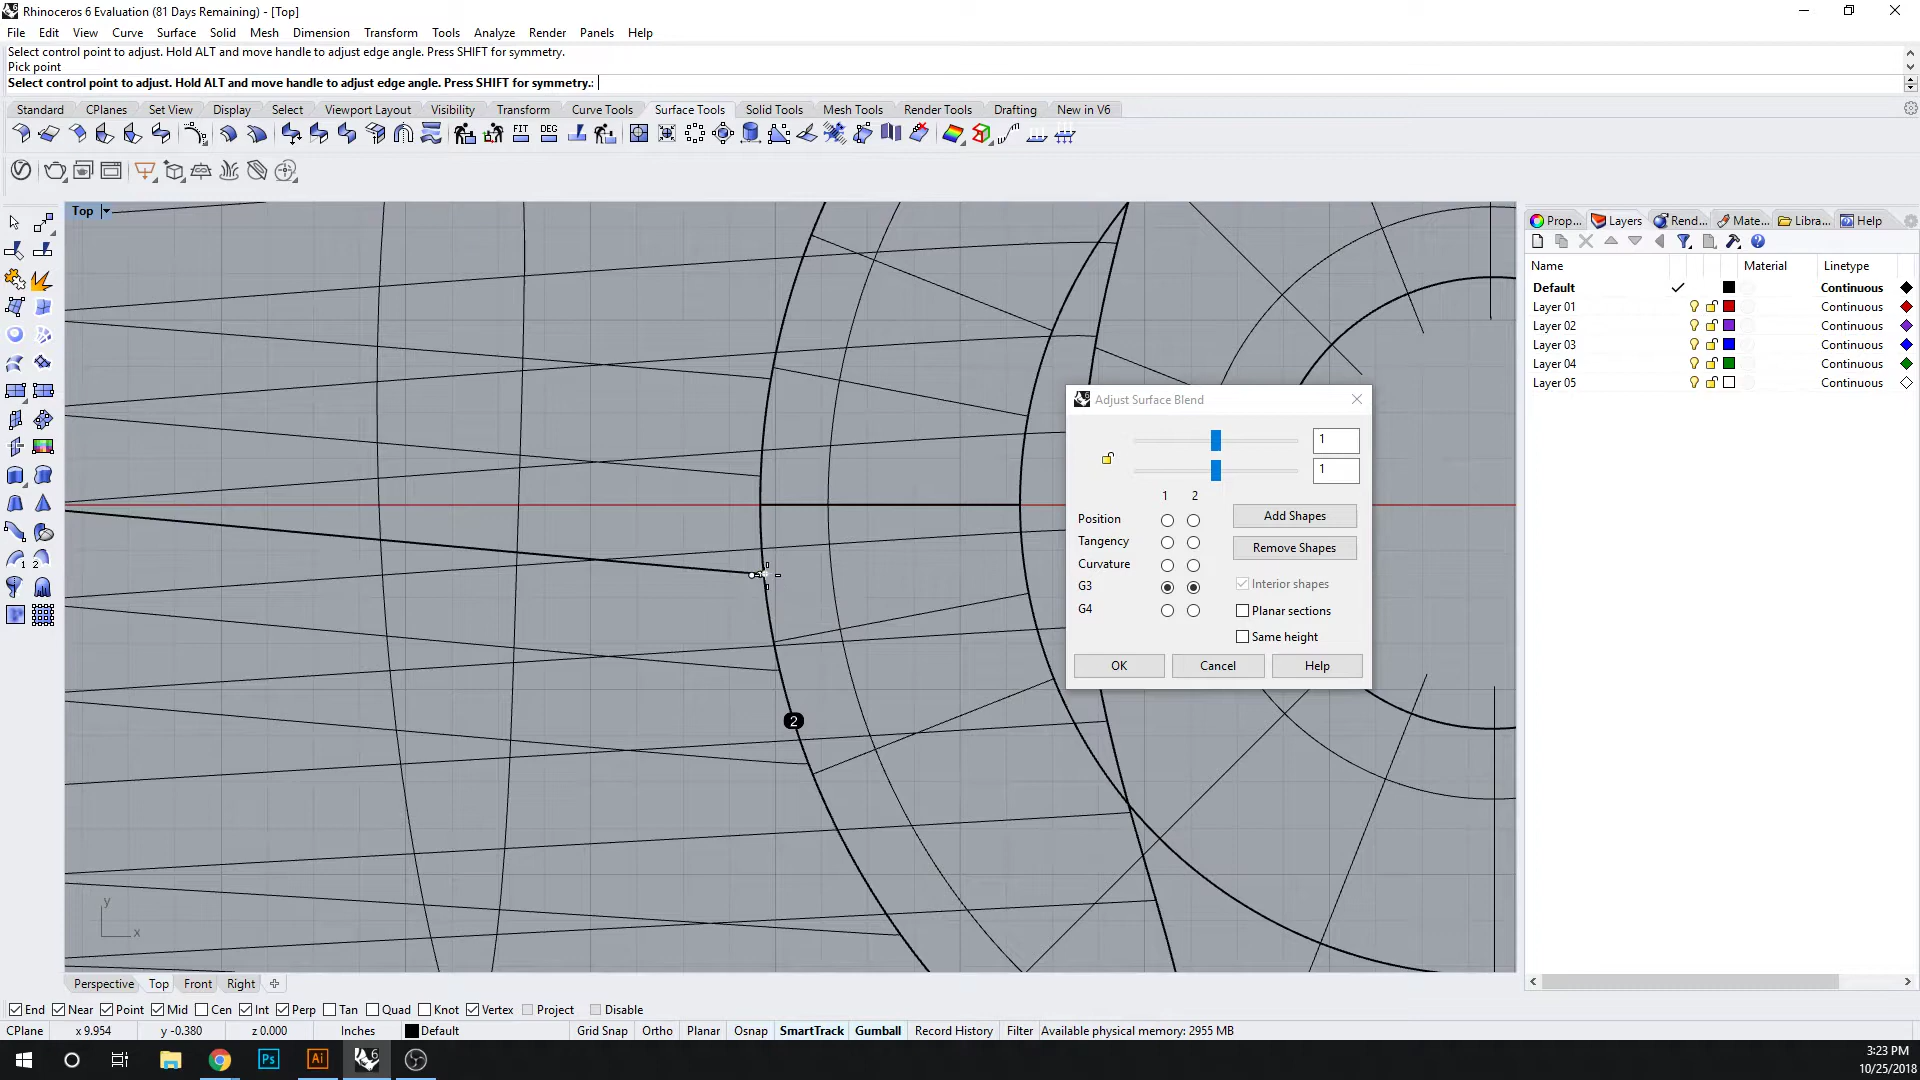 Rhinoceros 6 Evaluation (81 Days Remaining) - [Top]
File Edit View Curve Surface Solid Mesh Dimension Transform Tools Analyze Render Panels Help
Select control point to adjust. Hold ALT and move handle to adjust edge angle. Press SHIFT for symmetry.
Pick point
Select control point to adjust. Hold ALT and move handle to adjust edge angle. Press SHIFT for symmetry.:
Standard CPlanes Set View Display Select Viewport Layout Visibility Transform Curve Tools Surface Tools Solid Tools Mesh Tools Render Tools Drafting New in V6
FIT DEG
Top
Prop... Layers Rend... Mate... Libra... Help
Name Material Linetype
Default Continuous
Layer 01 Continuous
Layer 02 Continuous
Layer 03 Continuous
Layer 04 Continuous
Layer 05 Continuous
Adjust Surface Blend
1
1
1 2
Position
Tangency
Curvature
G3
G4
Add Shapes
Remove Shapes
Interior shapes
Planar sections
Same height
OK Cancel Help
2
y
x
Perspective Top Front Right
End Near Point Mid Cen Int Perp Tan Quad Knot Vertex Project Disable
CPlane x 9.954 y -0.380 z 0.000 Inches Default Grid Snap Ortho Planar Osnap SmartTrack Gumball Record History Filter Available physical memory: 2955 MB
Ps Ai 6
3:23 PM
10/25/2018